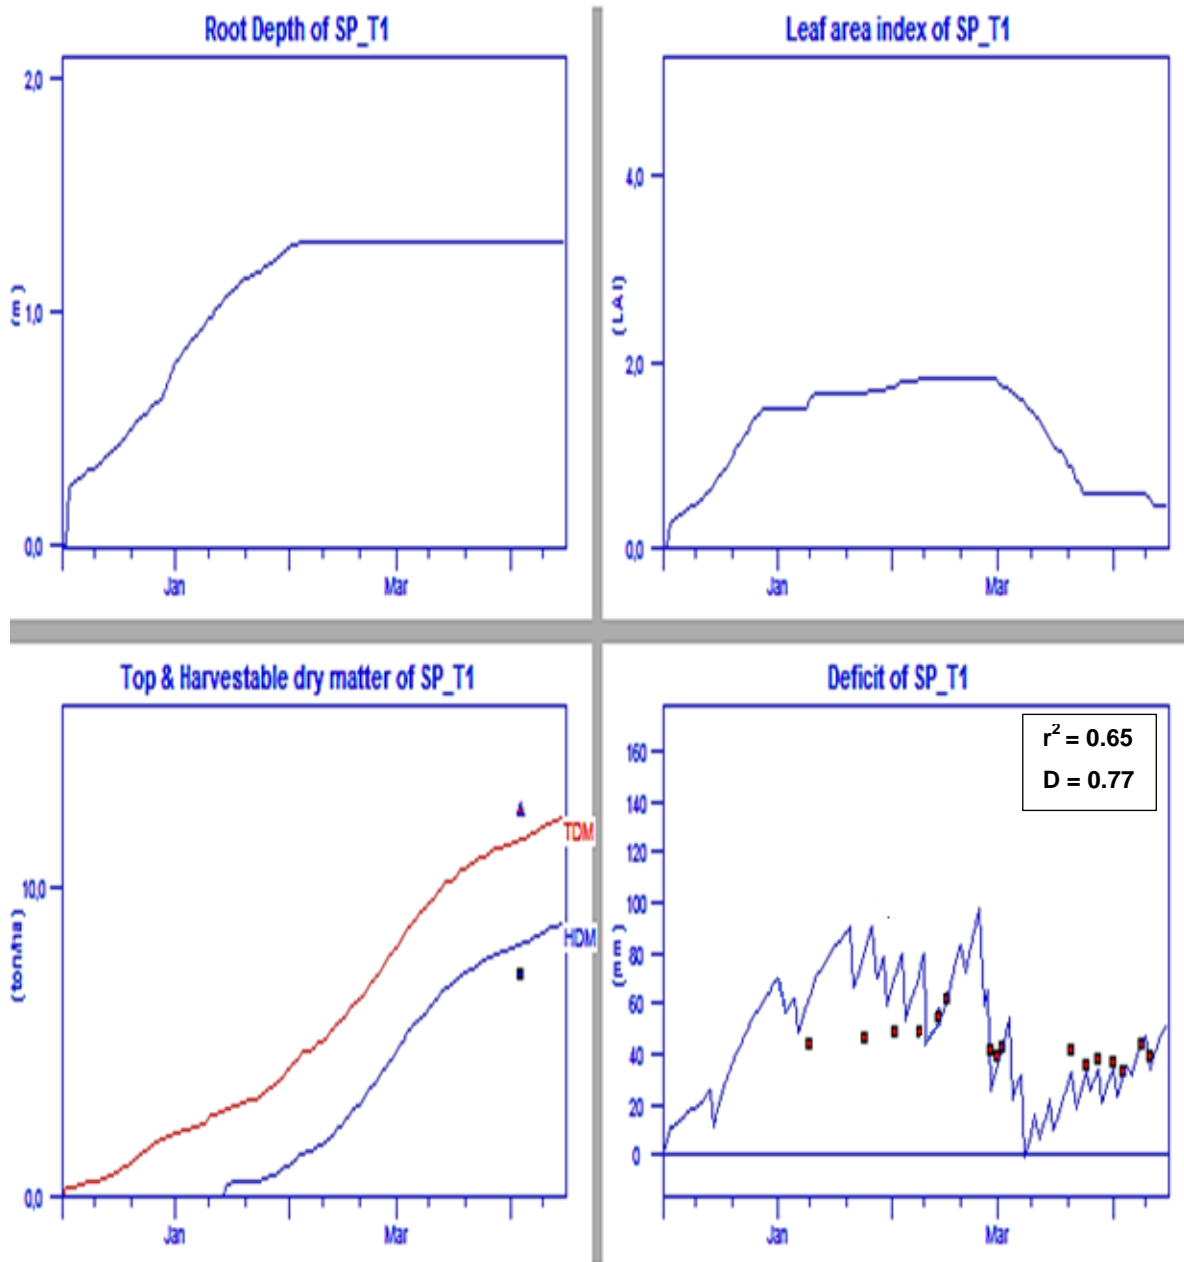 Root Depth of SP_T1
2,0
1,0
0,0
(m)
Jan
Mar
Leaf area index of SP_T1
4,0
2,0
0,0
(LAI)
Jan
Mar
Top & Harvestable dry matter of SP_T1
10,0
0,0
(ton/ha)
TDM
HDM
Jan
Mar
Deficit of SP_T1
r² = 0.65
D = 0.77
160
140
120
100
80
60
40
20
0
(mm)
Jan
Mar